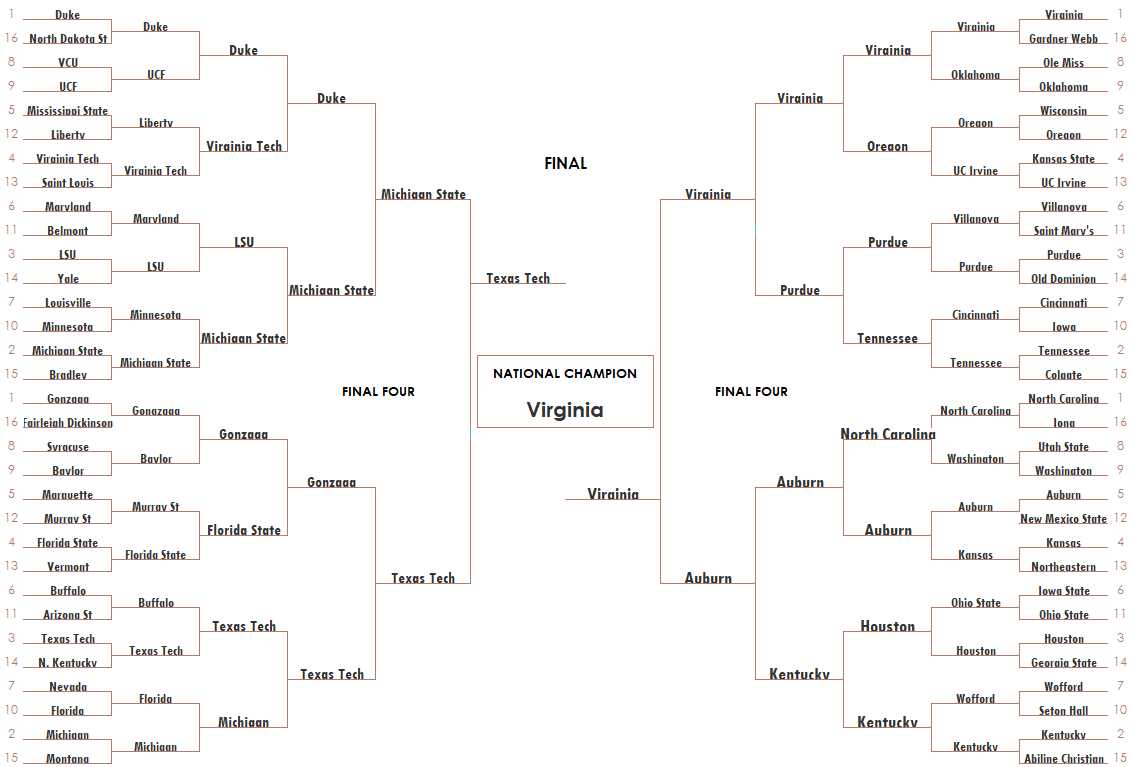 1 Duke
16 North Dakota St
8 VCU
9 UCF
5 Mississippi State
12 Liberty
4 Virginia Tech
13 Saint Louis
6 Maryland
11 Belmont
3 LSU
14 Yale
7 Louisville
10 Minnesota
2 Michigan State
15 Bradley
1 Gonzaga
16 Fairleigh Dickinson
8 Syracuse
9 Baylor
5 Marquette
12 Murray St
4 Florida State
13 Vermont
6 Buffalo
11 Arizona St
3 Texas Tech
14 N. Kentucky
7 Nevada
10 Florida
2 Michigan
15 Montana
Duke
UCF
Liberty
Virginia Tech
Maryland
LSU
Minnesota
Michigan State
Gonazaga
Baylor
Murray St
Florida State
Buffalo
Texas Tech
Florida
Michigan
Duke
Virginia Tech
LSU
Michigan State
Gonzaga
Florida State
Texas Tech
Michigan
Duke
Michigan State
Gonzaga
Texas Tech
Michigan State
Texas Tech
FINAL FOUR
FINAL
Texas Tech
NATIONAL CHAMPION
Virginia
Virginia
FINAL FOUR
Virginia
Auburn
Virginia
Purdue
Auburn
Kentucky
Virginia
Oregon
Purdue
Tennessee
North Carolina
Auburn
Houston
Kentucky
Virginia
Oklahoma
Oregon
UC Irvine
Villanova
Purdue
Cincinnati
Tennessee
North Carolina
Washington
Auburn
Kansas
Ohio State
Houston
Wofford
Kentucky
Virginia 1
Gardner Webb 16
Ole Miss 8
Oklahoma 9
Wisconsin 5
Oregon 12
Kansas State 4
UC Irvine 13
Villanova 6
Saint Mary's 11
Purdue 3
Old Dominion 14
Cincinnati 7
Iowa 10
Tennessee 2
Colgate 15
North Carolina 1
Iona 16
Utah State 8
Washington 9
Auburn 5
New Mexico State 12
Kansas 4
Northeastern 13
Iowa State 6
Ohio State 11
Houston 3
Georgia State 14
Wofford 7
Seton Hall 10
Kentucky 2
Abiline Christian 15